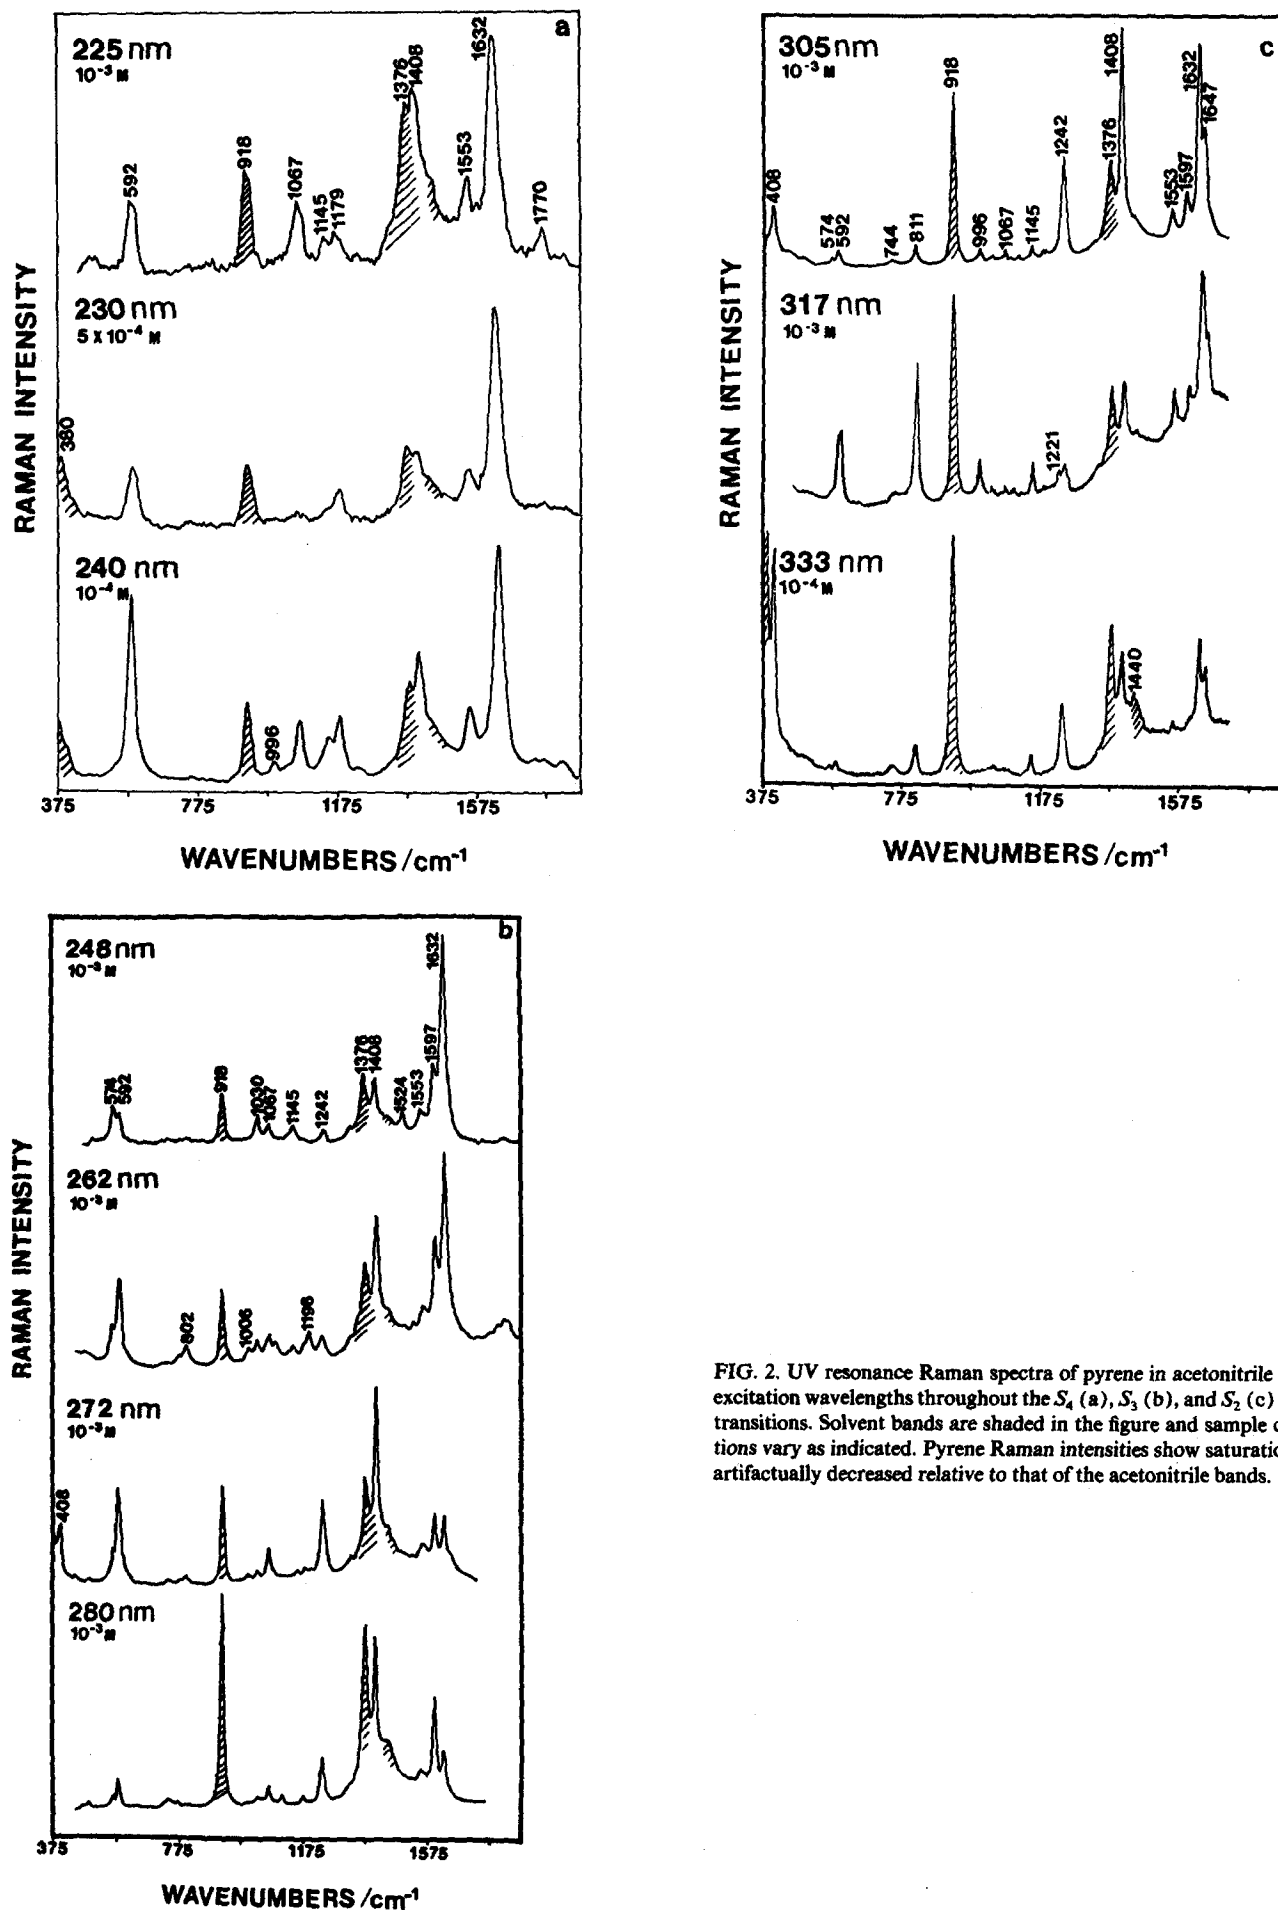 a
225 nm
10-3 M
592
918
1067
1145
1179
1376
1408
1553
1632
1770
230 nm
5 X 10-4 M
380
240 nm
10-4 M
996
RAMAN INTENSITY
375 775 1175 1575
WAVENUMBERS /cm-1
c
305 nm
10-3 M
408
574
592
744
811
918
996
1067
1145
1242
1376
1408
1553
1597
1632
1647
317 nm
10-3 M
1221
333 nm
10-4 M
1440
RAMAN INTENSITY
375 775 1175 1575
WAVENUMBERS /cm-1
b
248 nm
10-3 M
574
592
918
1030
1067
1145
1242
1376
1408
1524
1553
1597
1632
262 nm
10-3 M
802
1006
1198
272 nm
10-3 M
408
280 nm
10-3 M
RAMAN INTENSITY
375 775 1175 1575
WAVENUMBERS /cm-1
FIG. 2. UV resonance Raman spectra of pyrene in acetonitrile
excitation wavelengths throughout the S4 (a), S3 (b), and S2 (c)
transitions. Solvent bands are shaded in the figure and sample
tions vary as indicated. Pyrene Raman intensities show saturatio
artifactually decreased relative to that of the acetonitrile bands.